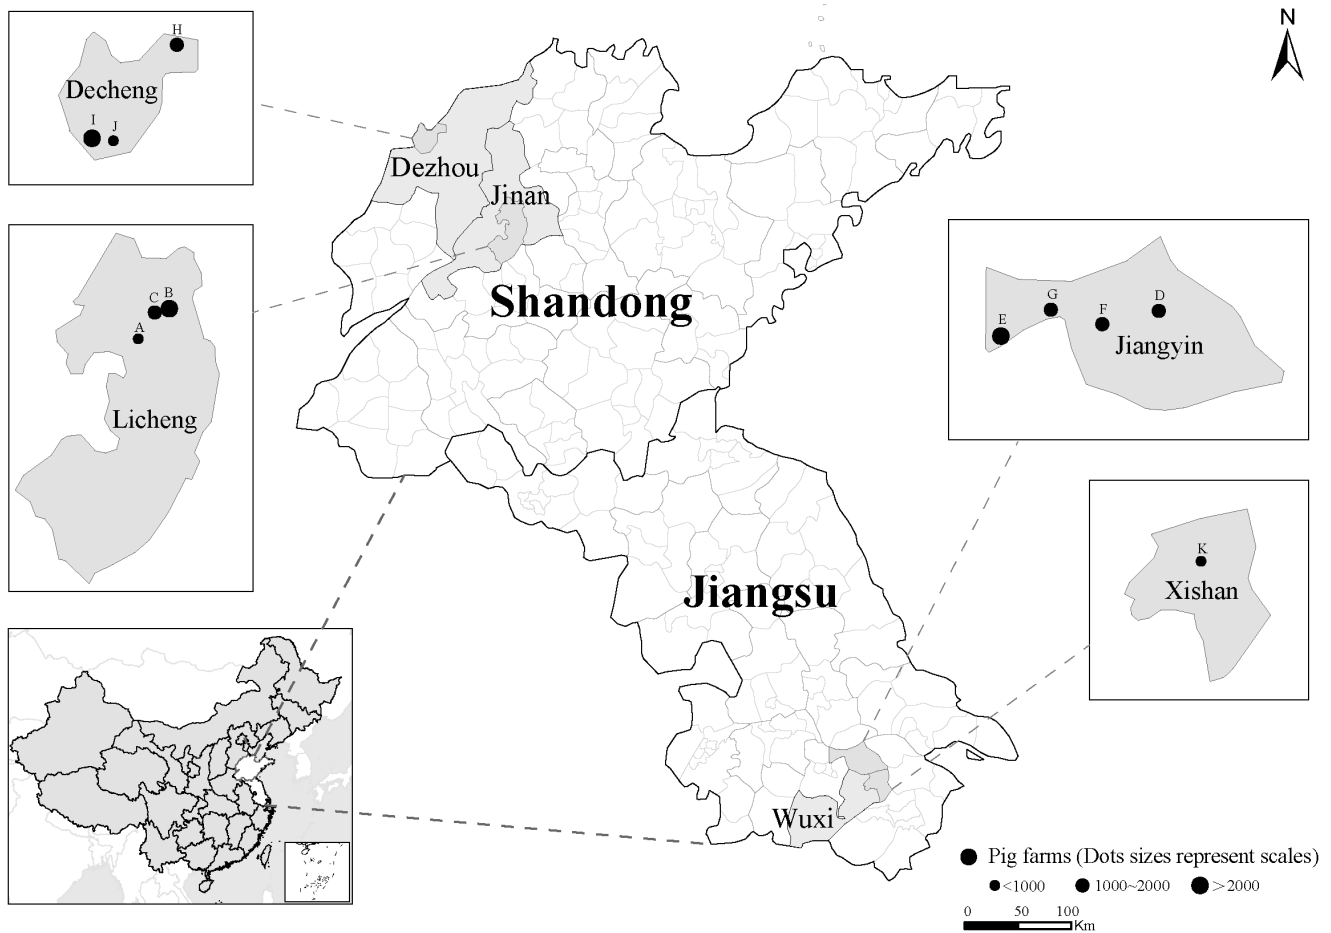 N
H
Decheng
I
J
Dezhou
Jinan
C
B
A
Licheng
Shandong
E
G
F
D
Jiangyin
K
Xishan
Jiangsu
Wuxi
Pig farms (Dots sizes represent scales)
<1000
1000~2000
>2000
0
50
100
Km